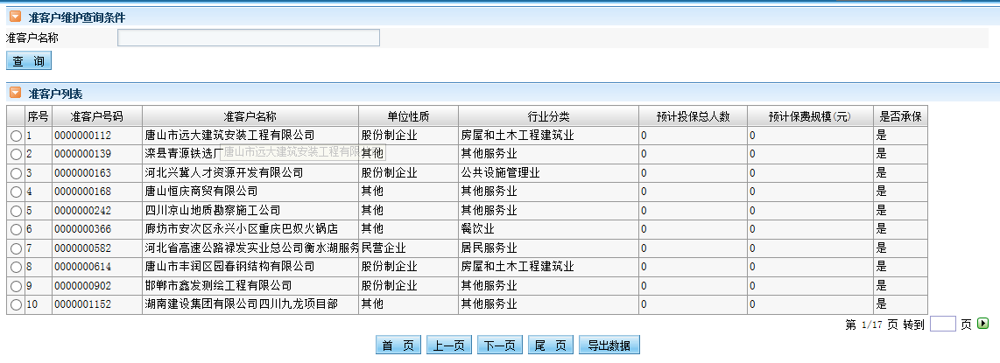 准客户维护查询条件
准客户名称
查 询
准客户列表
序号 准客户号码 准客户名称 单位性质 行业分类 预计投保总人数 预计保费规模(元) 是否承保
1 0000000112 唐山市远大建筑安装工程有限公司 股份制企业 房屋和土木工程建筑业 0 0 是
2 0000000139 滦县青源铁选厂 其他 其他服务业 0 0 是
唐山市远大建筑安装工程有限
3 0000000163 河北兴冀人才资源开发有限公司 股份制企业 公共设施管理业 0 0 是
4 0000000168 唐山恒庆商贸有限公司 其他 其他服务业 0 0 是
5 0000000242 四川凉山地质勘察施工公司 其他 其他服务业 0 0 是
6 0000000366 廊坊市安次区永兴小区重庆巴奴火锅店 其他 餐饮业 0 0 是
7 0000000582 河北省高速公路禄发实业总公司衡水湖服务 民营企业 居民服务业 0 0 是
8 0000000614 唐山市丰润区园春钢结构有限公司 股份制企业 房屋和土木工程建筑业 0 0 是
9 0000000902 邯郸市鑫发测绘工程有限公司 股份制企业 其他服务业 0 0 是
10 0000001152 湖南建设集团有限公司四川九龙项目部 其他 其他服务业 0 0 是
第 1/17 页 转到 页
首 页 上一页 下一页 尾 页 导出数据